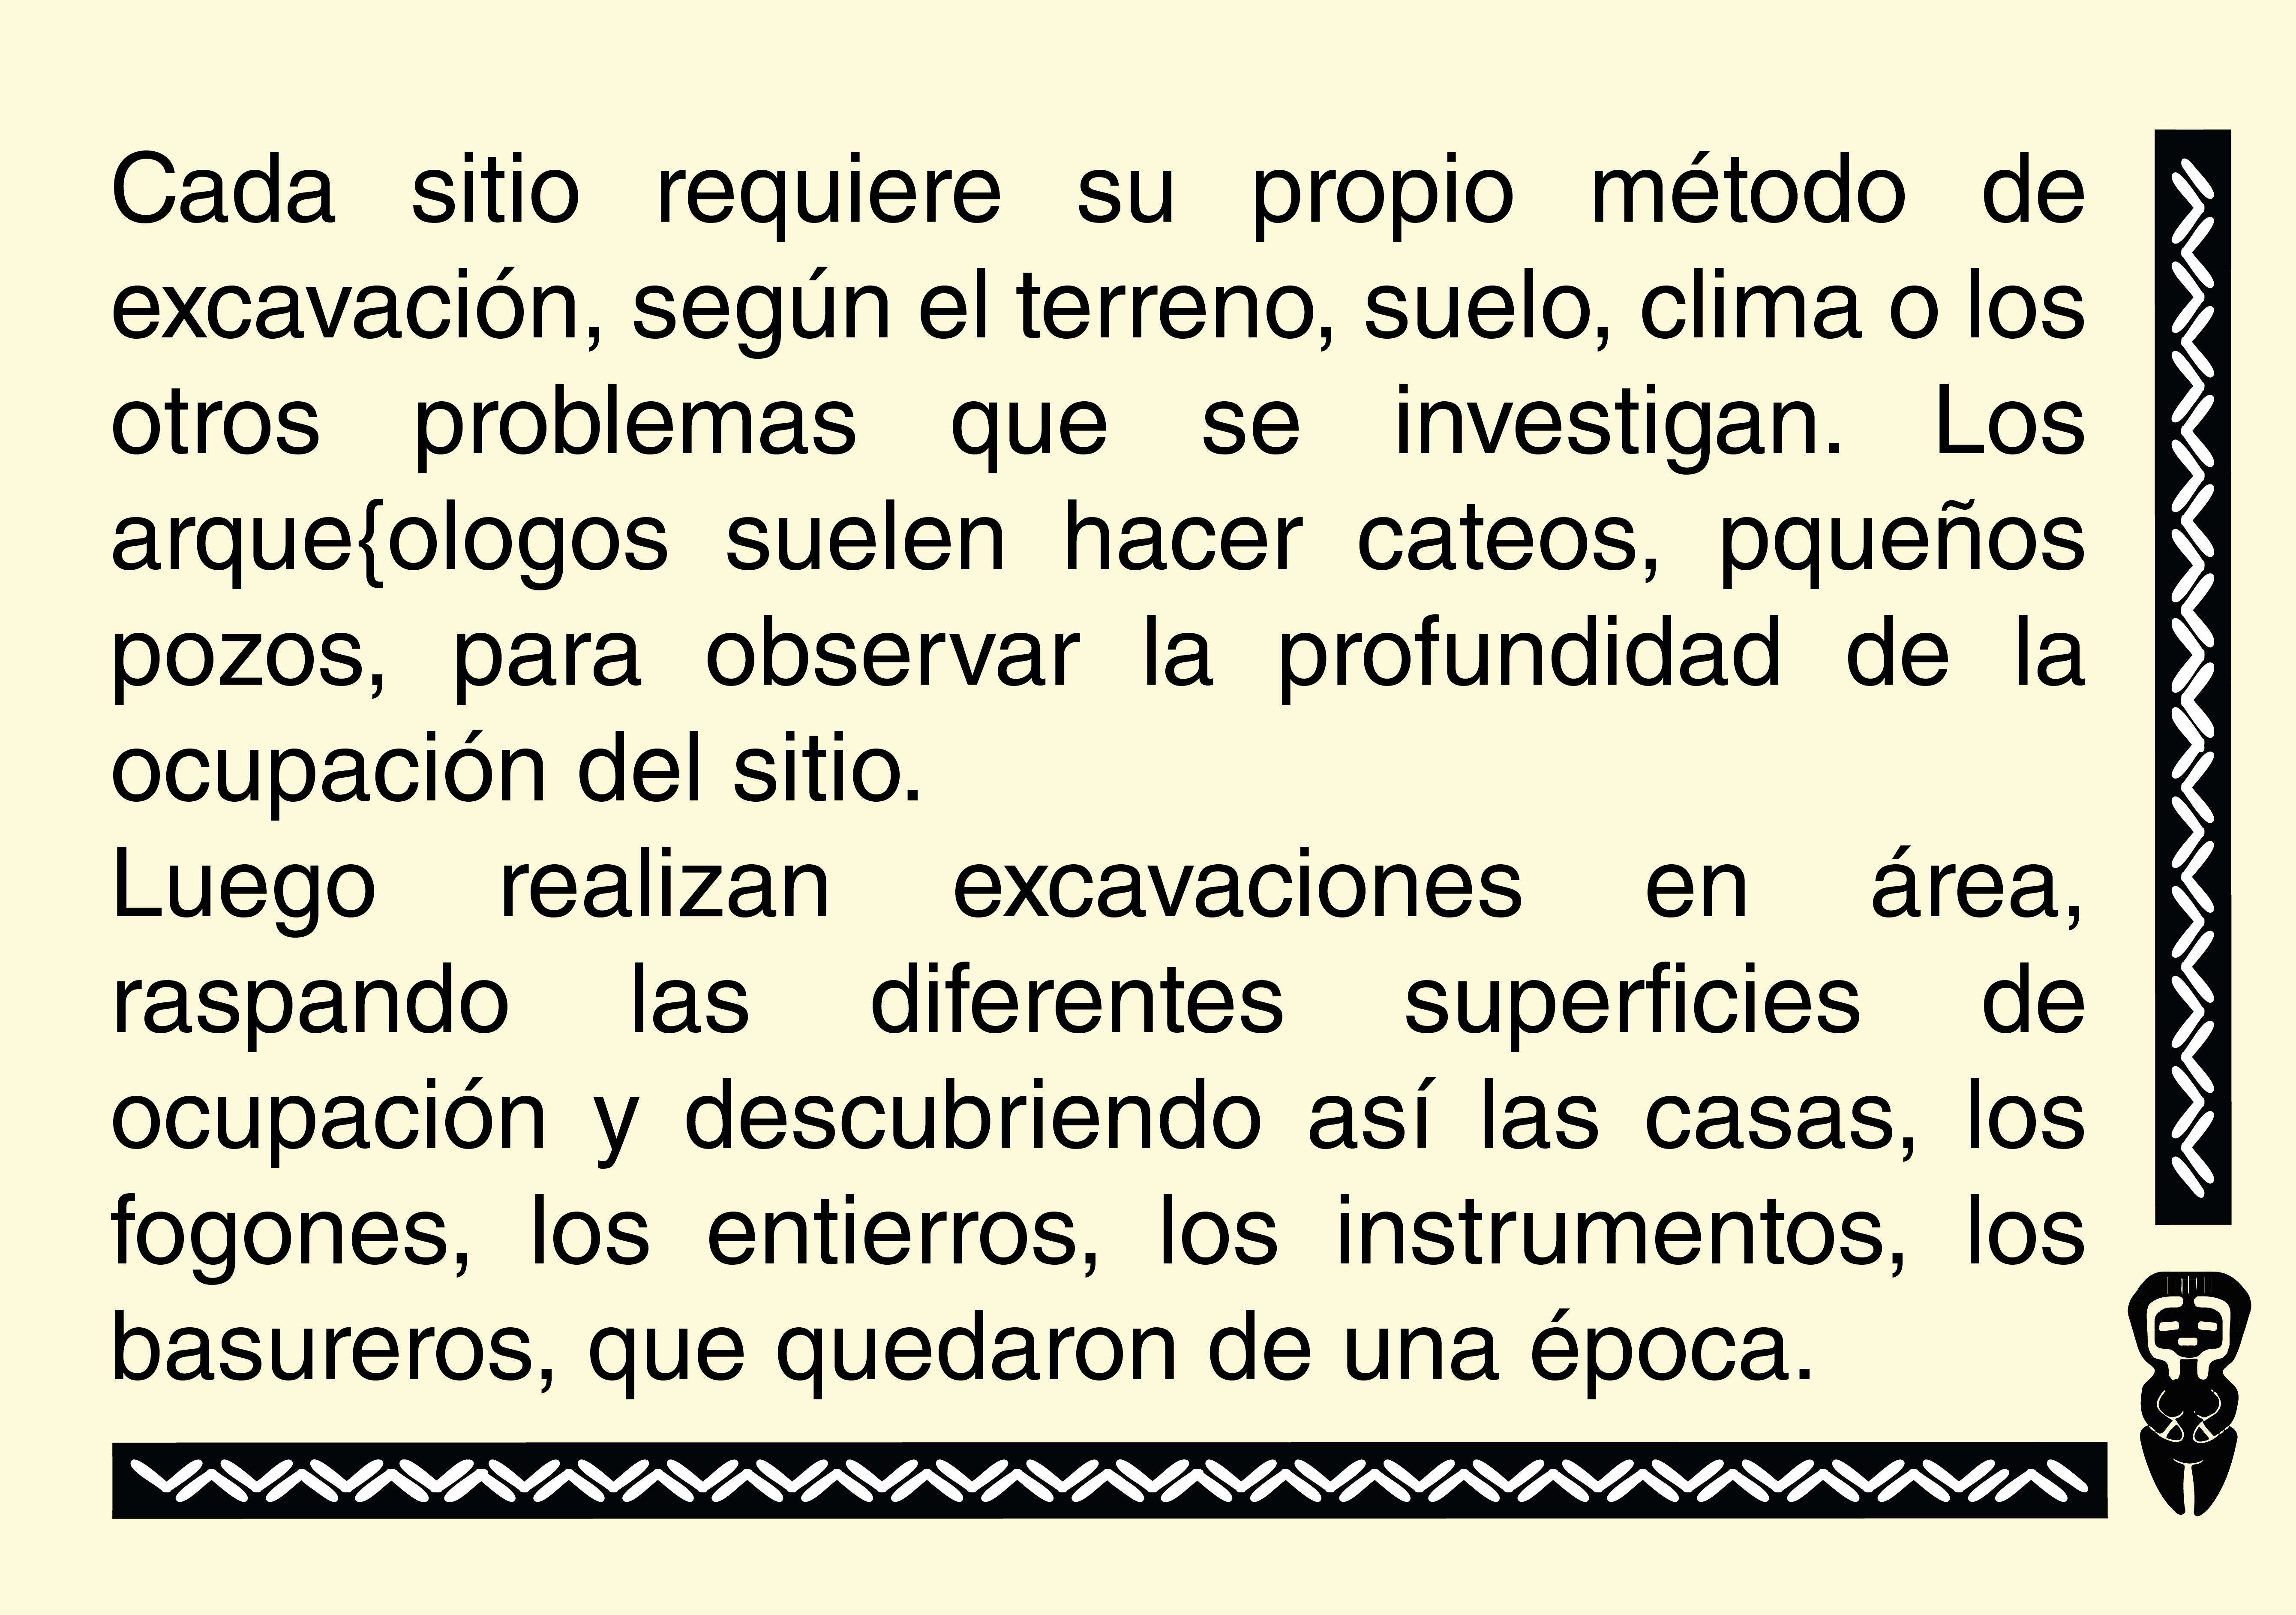 Cada sitio requiere su propio método de
excavación, según el terreno, suelo, clima o los
otros problemas que se investigan. Los
arque{ologos suelen hacer cateos, pqueños
pozos, para observar la profundidad de la
ocupación del sitio.
Luego realizan excavaciones en área,
raspando las diferentes superficies de
ocupación y descubriendo así las casas, los
fogones, los entierros, los instrumentos, los
basureros, que quedaron de una época.